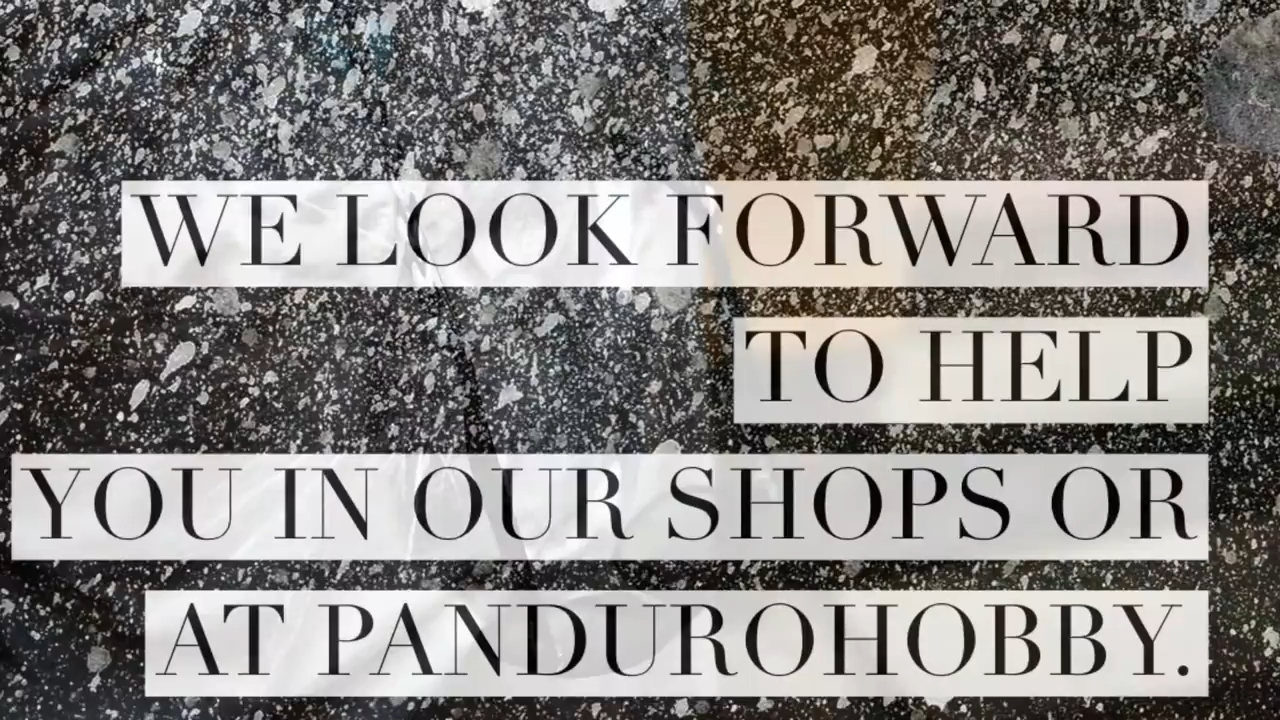 WE LOOK FORWARD
TO HELP
YOU IN OUR SHOPS OR
AT PANDUROHOBBY.